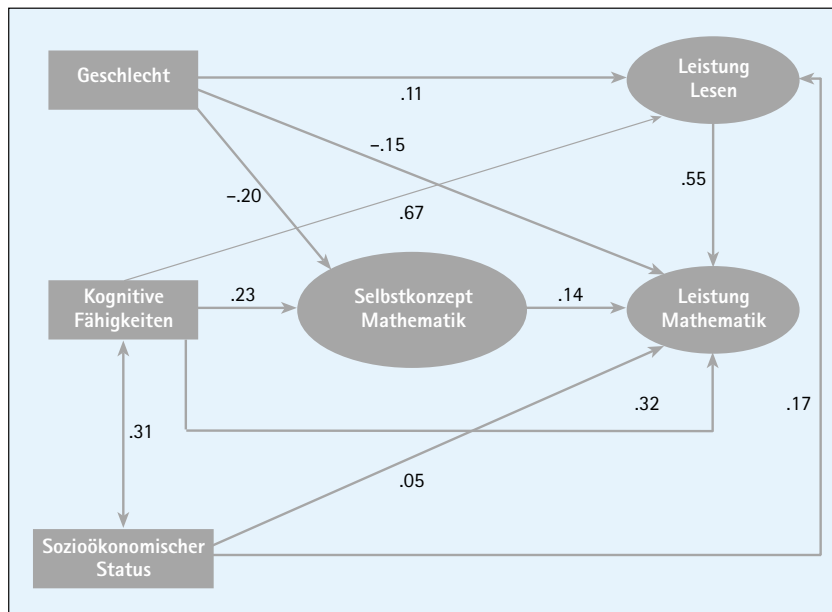 Geschlecht
Leistung
Lesen
.11
–.15
–.20
.67
.55
Kognitive
Fähigkeiten
.23
Selbstkonzept
Mathematik
.14
Leistung
Mathematik
.31
.32
.17
.05
Sozioökonomischer
Status